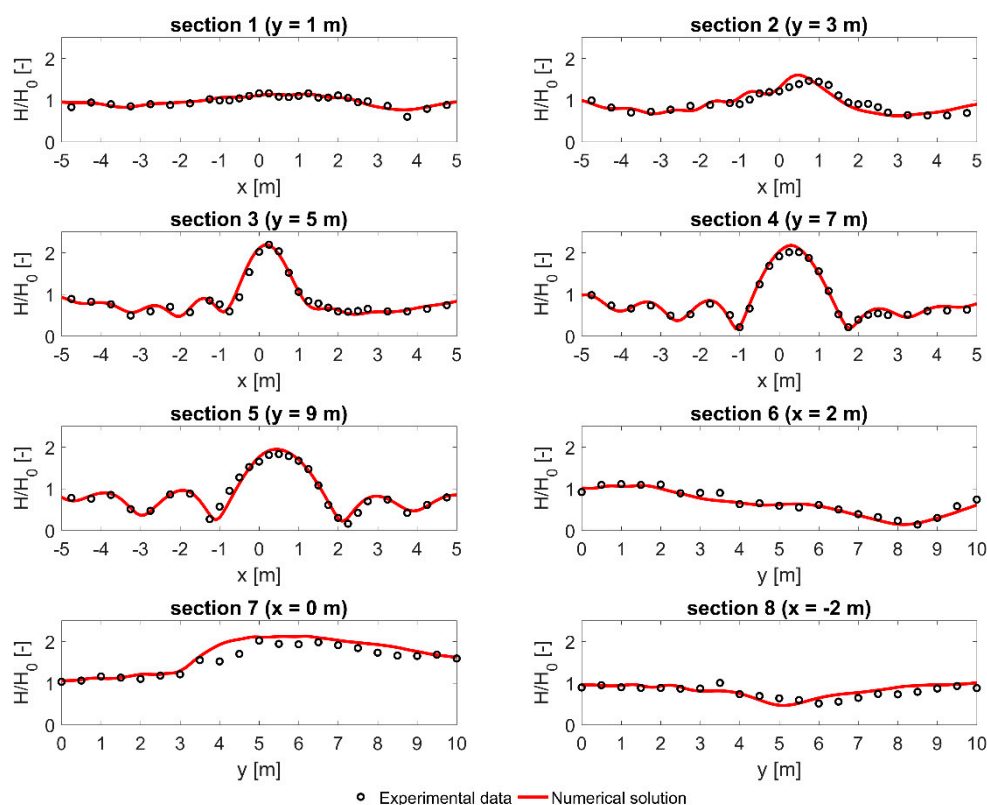 section 1 (y = 1 m)
H/H0 [-]
2
1
0
-5 -4 -3 -2 -1 0 1 2 3 4 5
x [m]
section 2 (y = 3 m)
H/H0 [-]
2
1
0
-5 -4 -3 -2 -1 0 1 2 3 4 5
x [m]
section 3 (y = 5 m)
H/H0 [-]
2
1
0
-5 -4 -3 -2 -1 0 1 2 3 4 5
x [m]
section 4 (y = 7 m)
H/H0 [-]
2
1
0
-5 -4 -3 -2 -1 0 1 2 3 4 5
x [m]
section 5 (y = 9 m)
H/H0 [-]
2
1
0
-5 -4 -3 -2 -1 0 1 2 3 4 5
x [m]
section 6 (x = 2 m)
H/H0 [-]
2
1
0
0 1 2 3 4 5 6 7 8 9 10
y [m]
section 7 (x = 0 m)
H/H0 [-]
2
1
0
0 1 2 3 4 5 6 7 8 9 10
y [m]
section 8 (x = -2 m)
H/H0 [-]
2
1
0
0 1 2 3 4 5 6 7 8 9 10
y [m]
Experimental data
Numerical solution